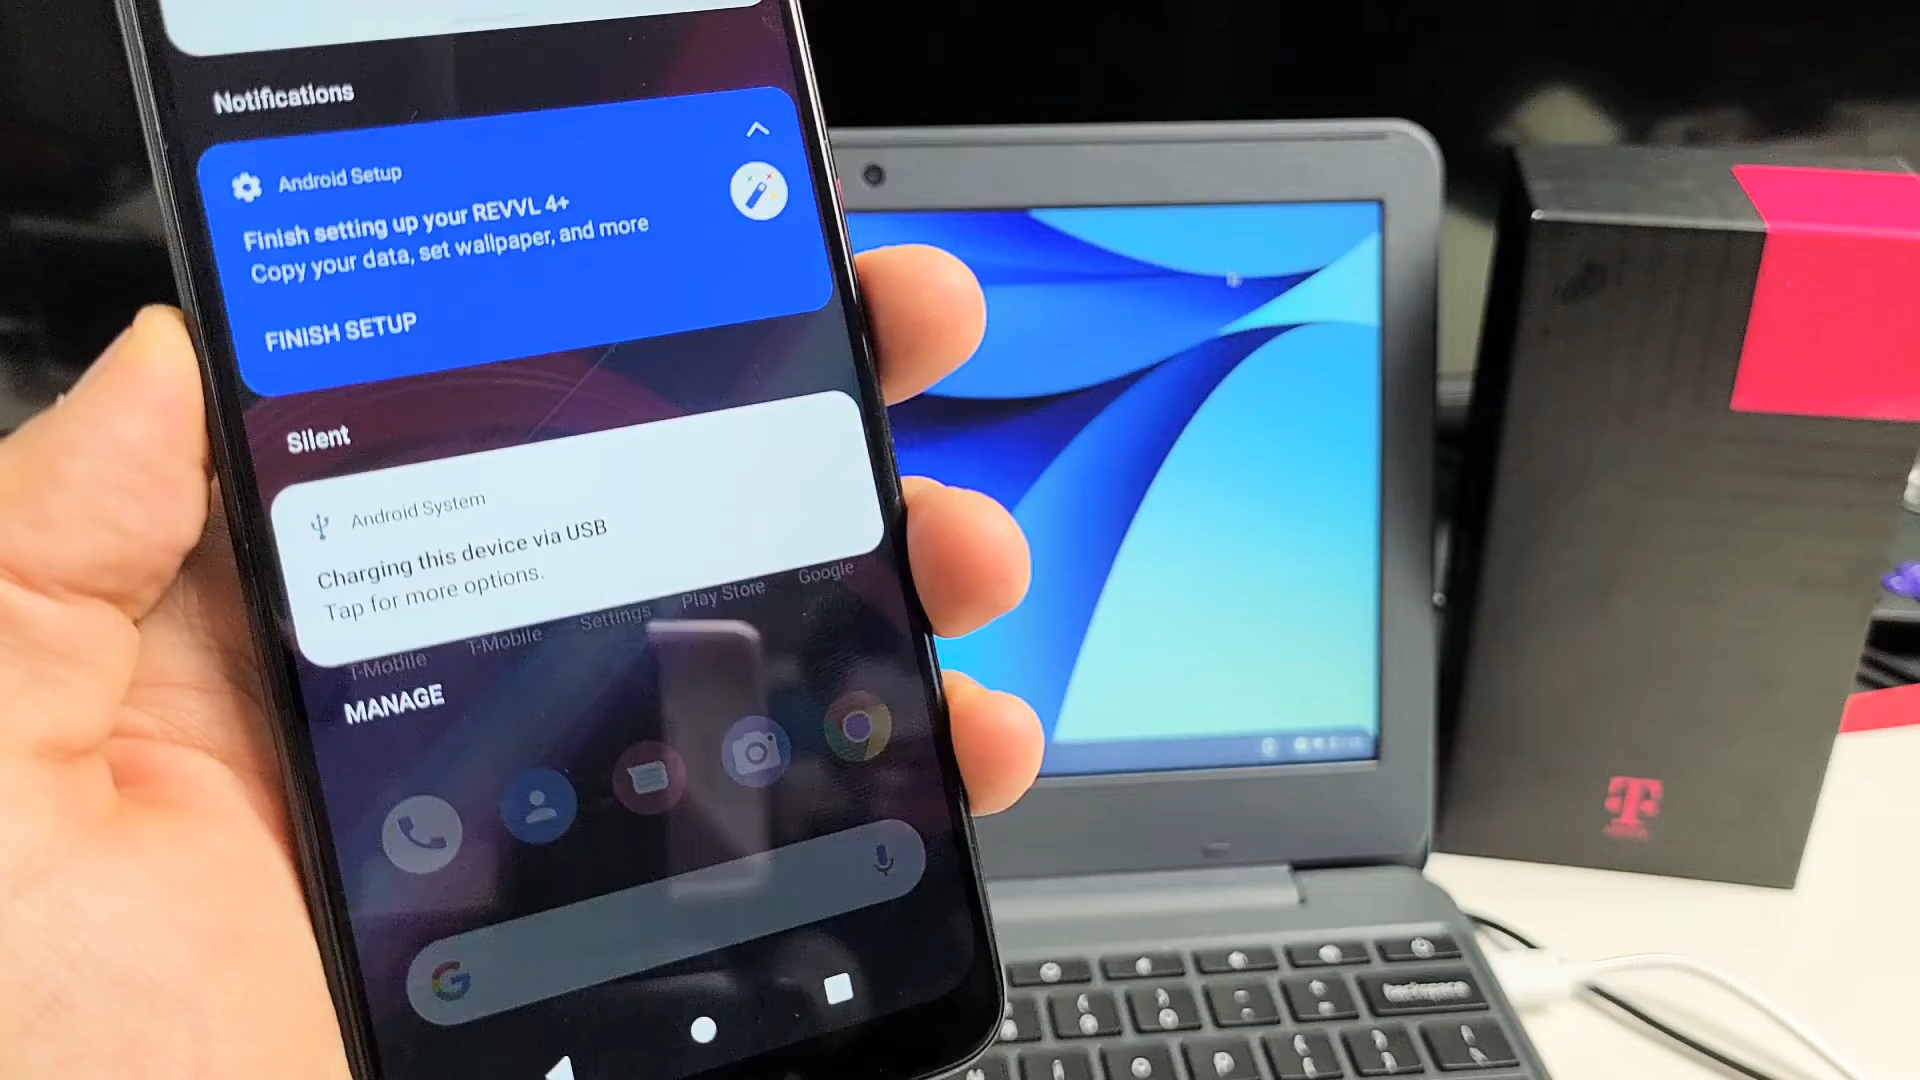 Notifications
Android Setup
Finish setting up your REVVL 4+
Copy your data, set wallpaper, and more
FINISH SETUP
Silent
Android System
Charging this device via USB
Tap for more options.
T-Mobile
T-Mobile
Settings
Play Store
Google
MANAGE
G
T
backspace